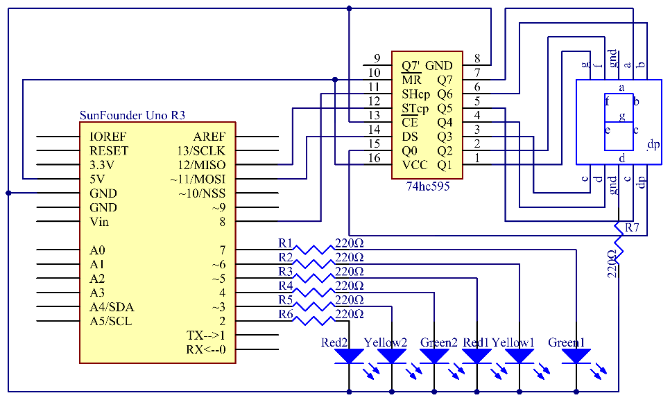 SunFounder Uno R3
IOREF
RESET
3.3V
5V
GND
GND
Vin
A0
A1
A2
A3
A4/SDA
A5/SCL
AREF
13/SCLK
12/MISO
~11/MOSI
~10/NSS
~9
8
7
~6
~5
4
~3
2
TX-->1
RX<--0
9
10
11
12
13
14
15
16
Q7' GND
MR Q7
SHcp Q6
STcp Q5
CE Q4
DS Q3
Q0 Q2
VCC Q1
8
7
6
5
4
3
2
1
74hc595
g f gnd a b
a
f b
g
e c
d
dp
c d gnd c dp
R7
220Ω
R1 220Ω
R2 220Ω
R3 220Ω
R4 220Ω
R5 220Ω
R6 220Ω
Red2 Yellow2 Green2 Red1 Yellow1 Green1